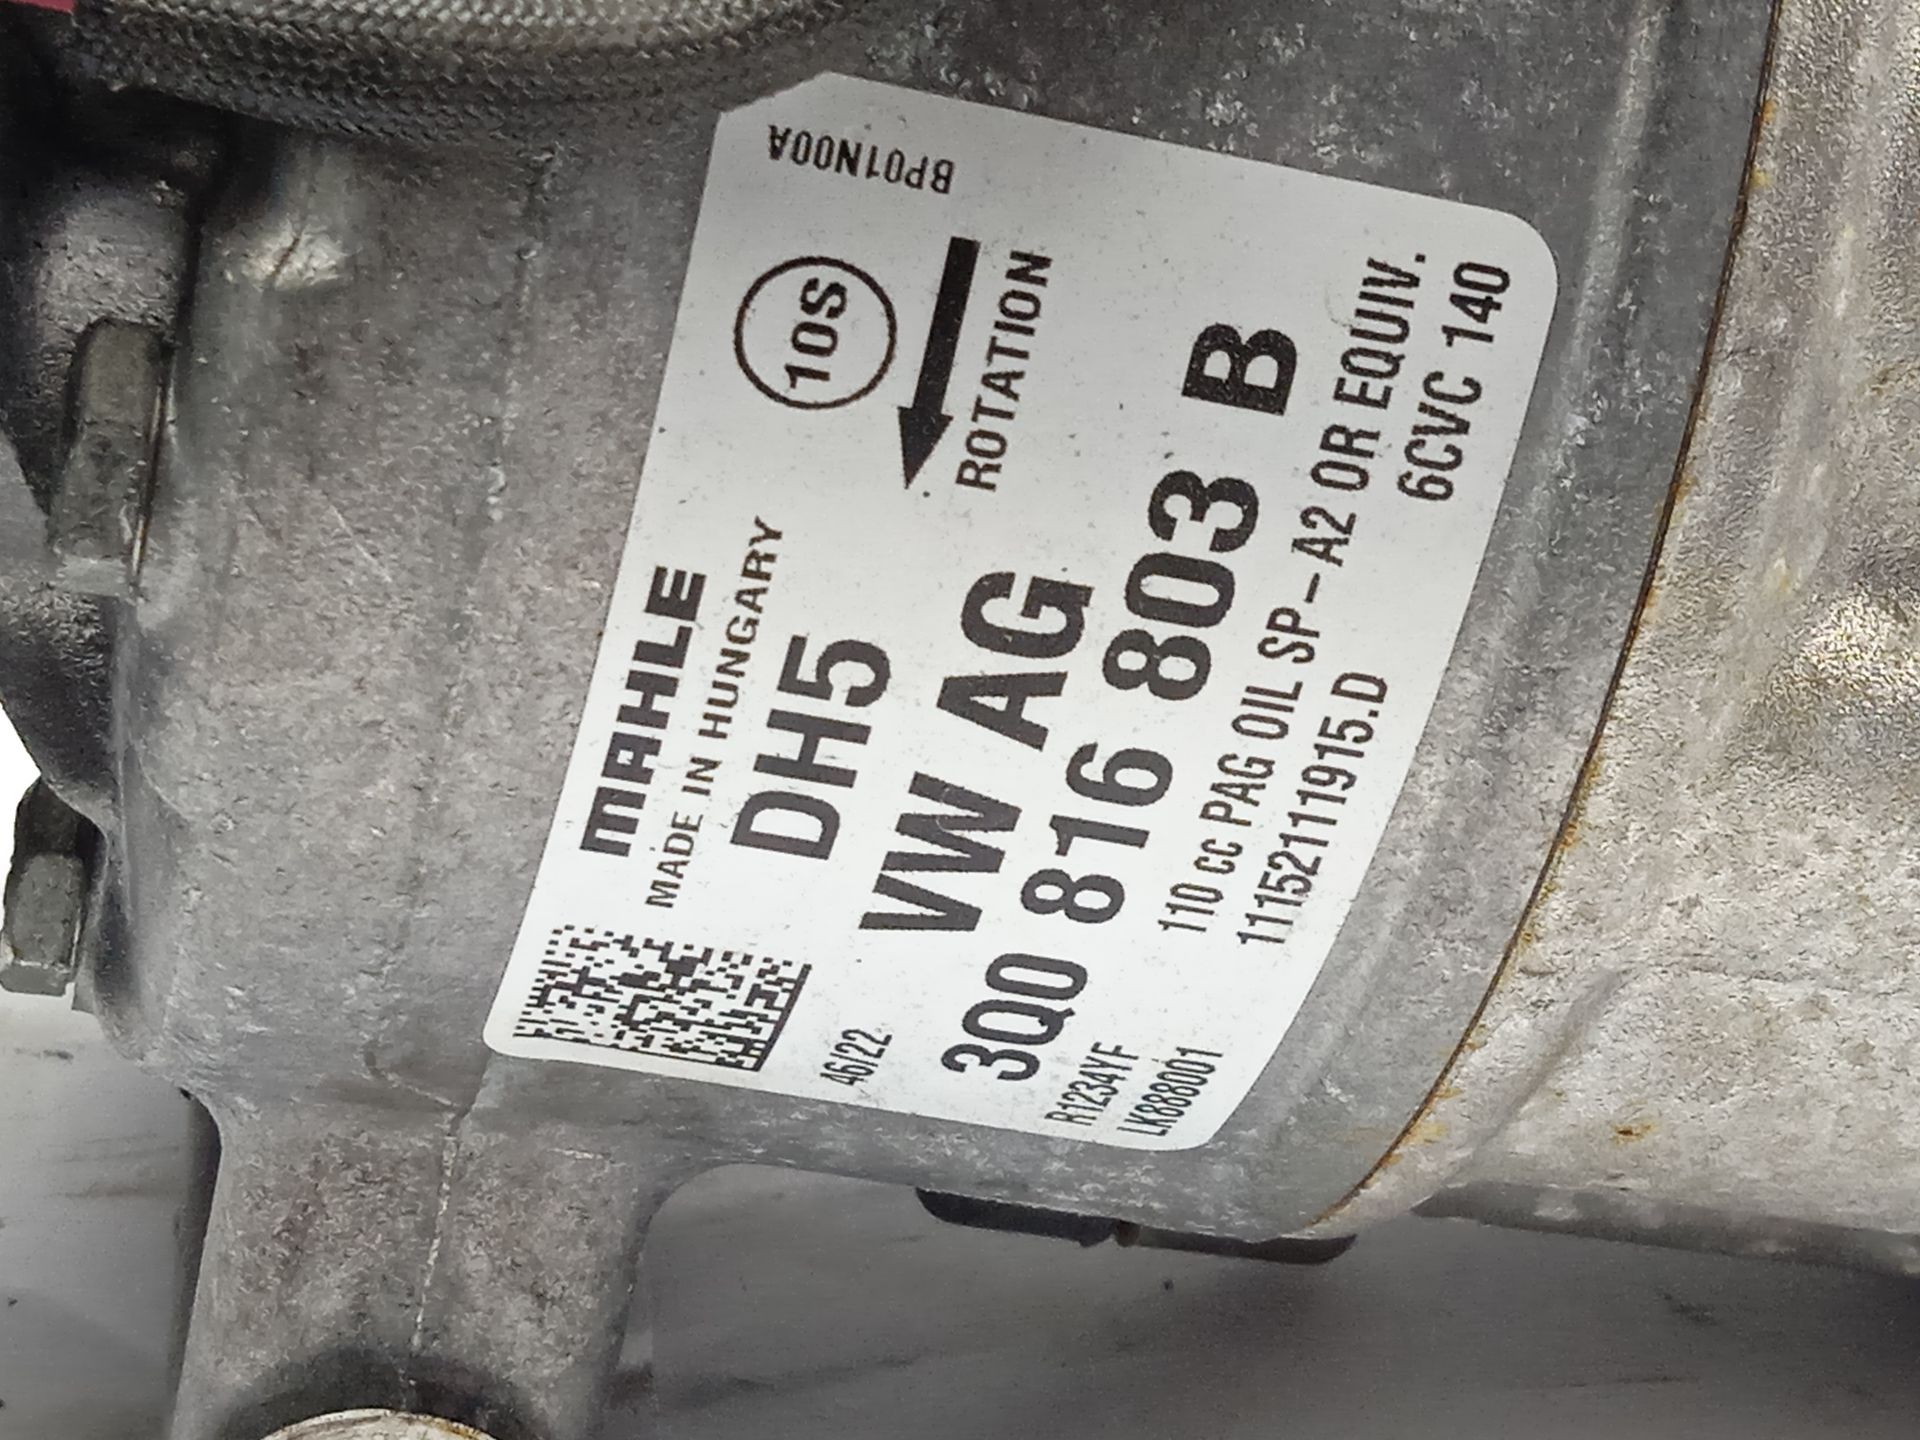 MAHLE
MADE IN HUNGARY
10S
BP01N00A
DH5
ROTATION
46/22
VW AG
3Q0 816 803 B
R1234YF
110 cc PAG OIL SP-A2 OR EQUIV.
LK888001
111521111915.D
6CVC 140